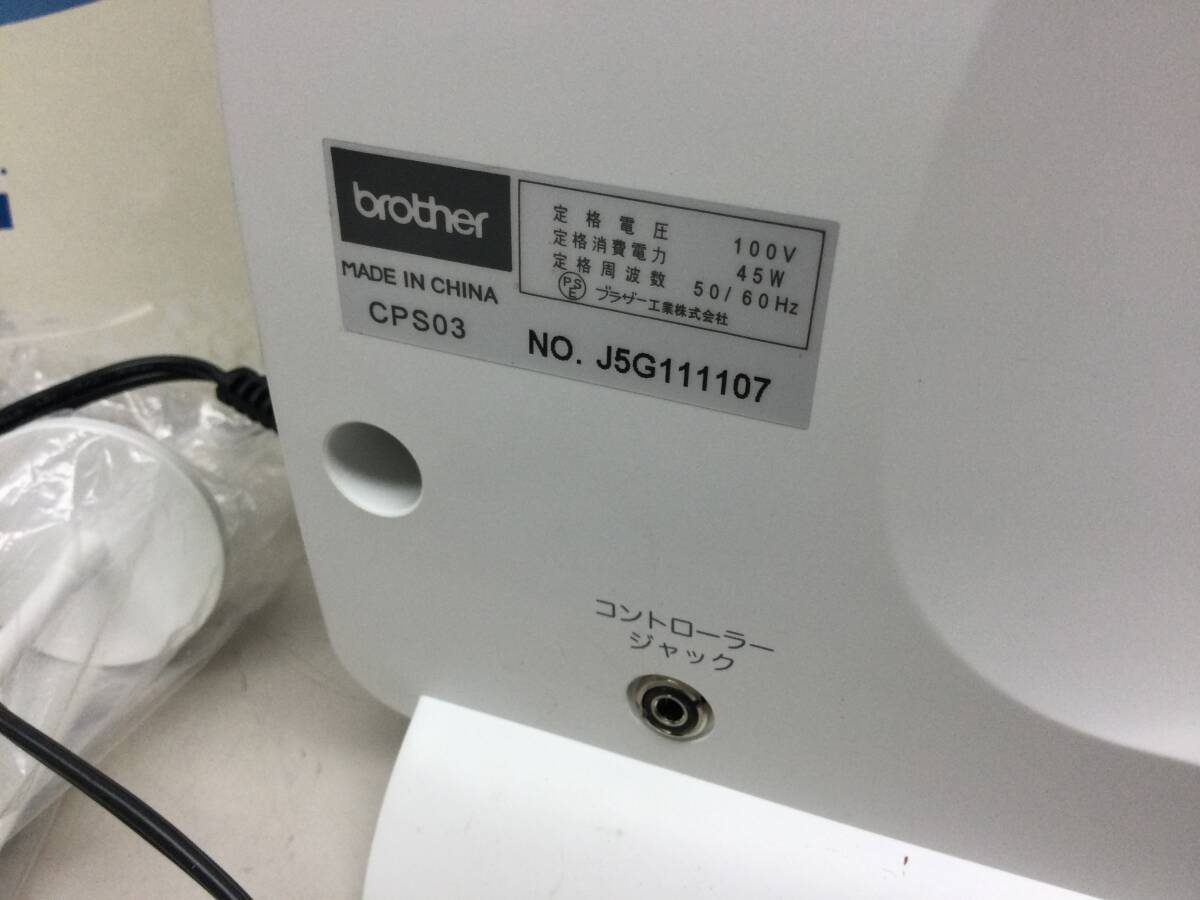 brother
MADE IN CHINA
CPS03
定格電圧 100V
定格消費電力 45W
定格周波数 50/60Hz
PSE ブラザー工業株式会社
NO. J5G111107
コントローラー
ジャック